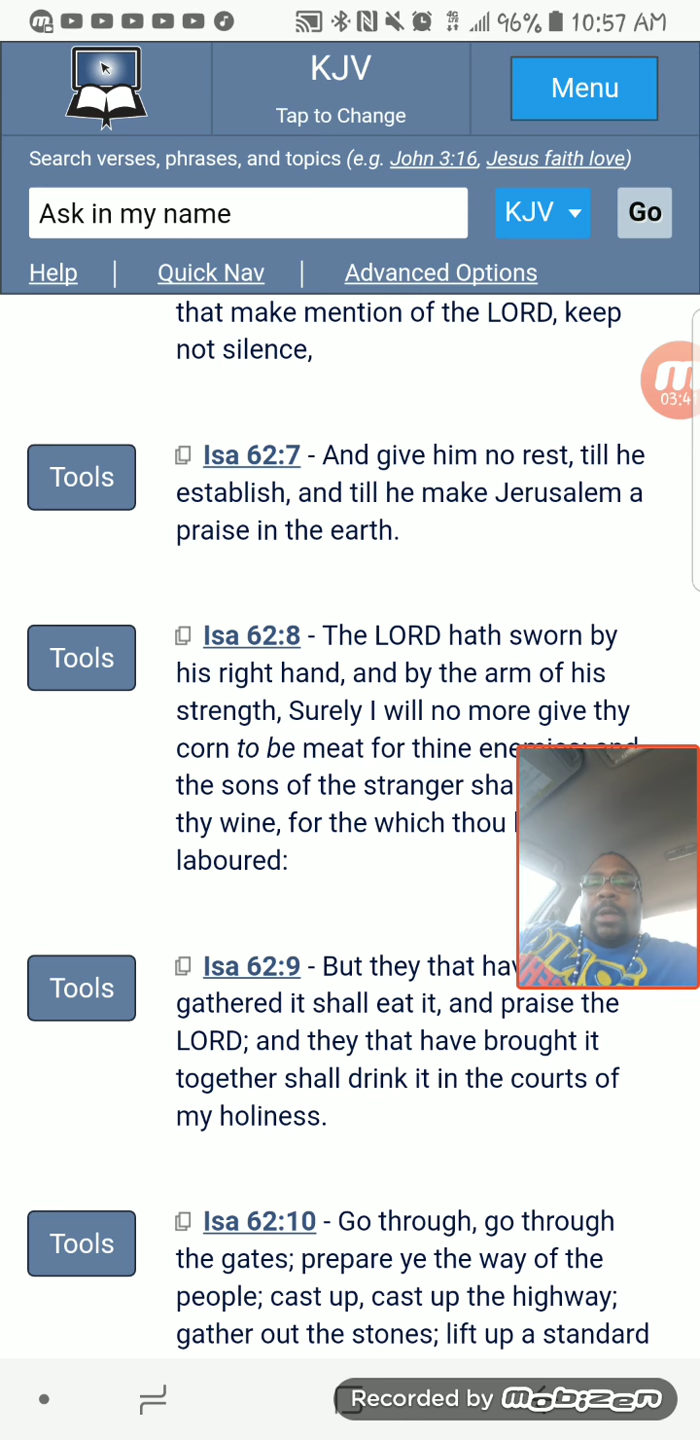 96% 10:57 AM
KJV
Tap to Change
Menu
Search verses, phrases, and topics (e.g. John 3:16, Jesus faith love)
Ask in my name
KJV
Go
Help | Quick Nav | Advanced Options
that make mention of the LORD, keep
not silence,
03:41
Tools
Isa 62:7 - And give him no rest, till he
establish, and till he make Jerusalem a
praise in the earth.
Tools
Isa 62:8 - The LORD hath sworn by
his right hand, and by the arm of his
strength, Surely I will no more give thy
corn to be meat for thine
the sons of the stranger
thy wine, for the which thou
laboured:
Tools
Isa 62:9 - But they that
gathered it shall eat it, and praise the
LORD; and they that have brought it
together shall drink it in the courts of
my holiness.
Tools
Isa 62:10 - Go through, go through
the gates; prepare ye the way of the
people; cast up, cast up the highway;
gather out the stones; lift up a standard
Recorded by mobizen